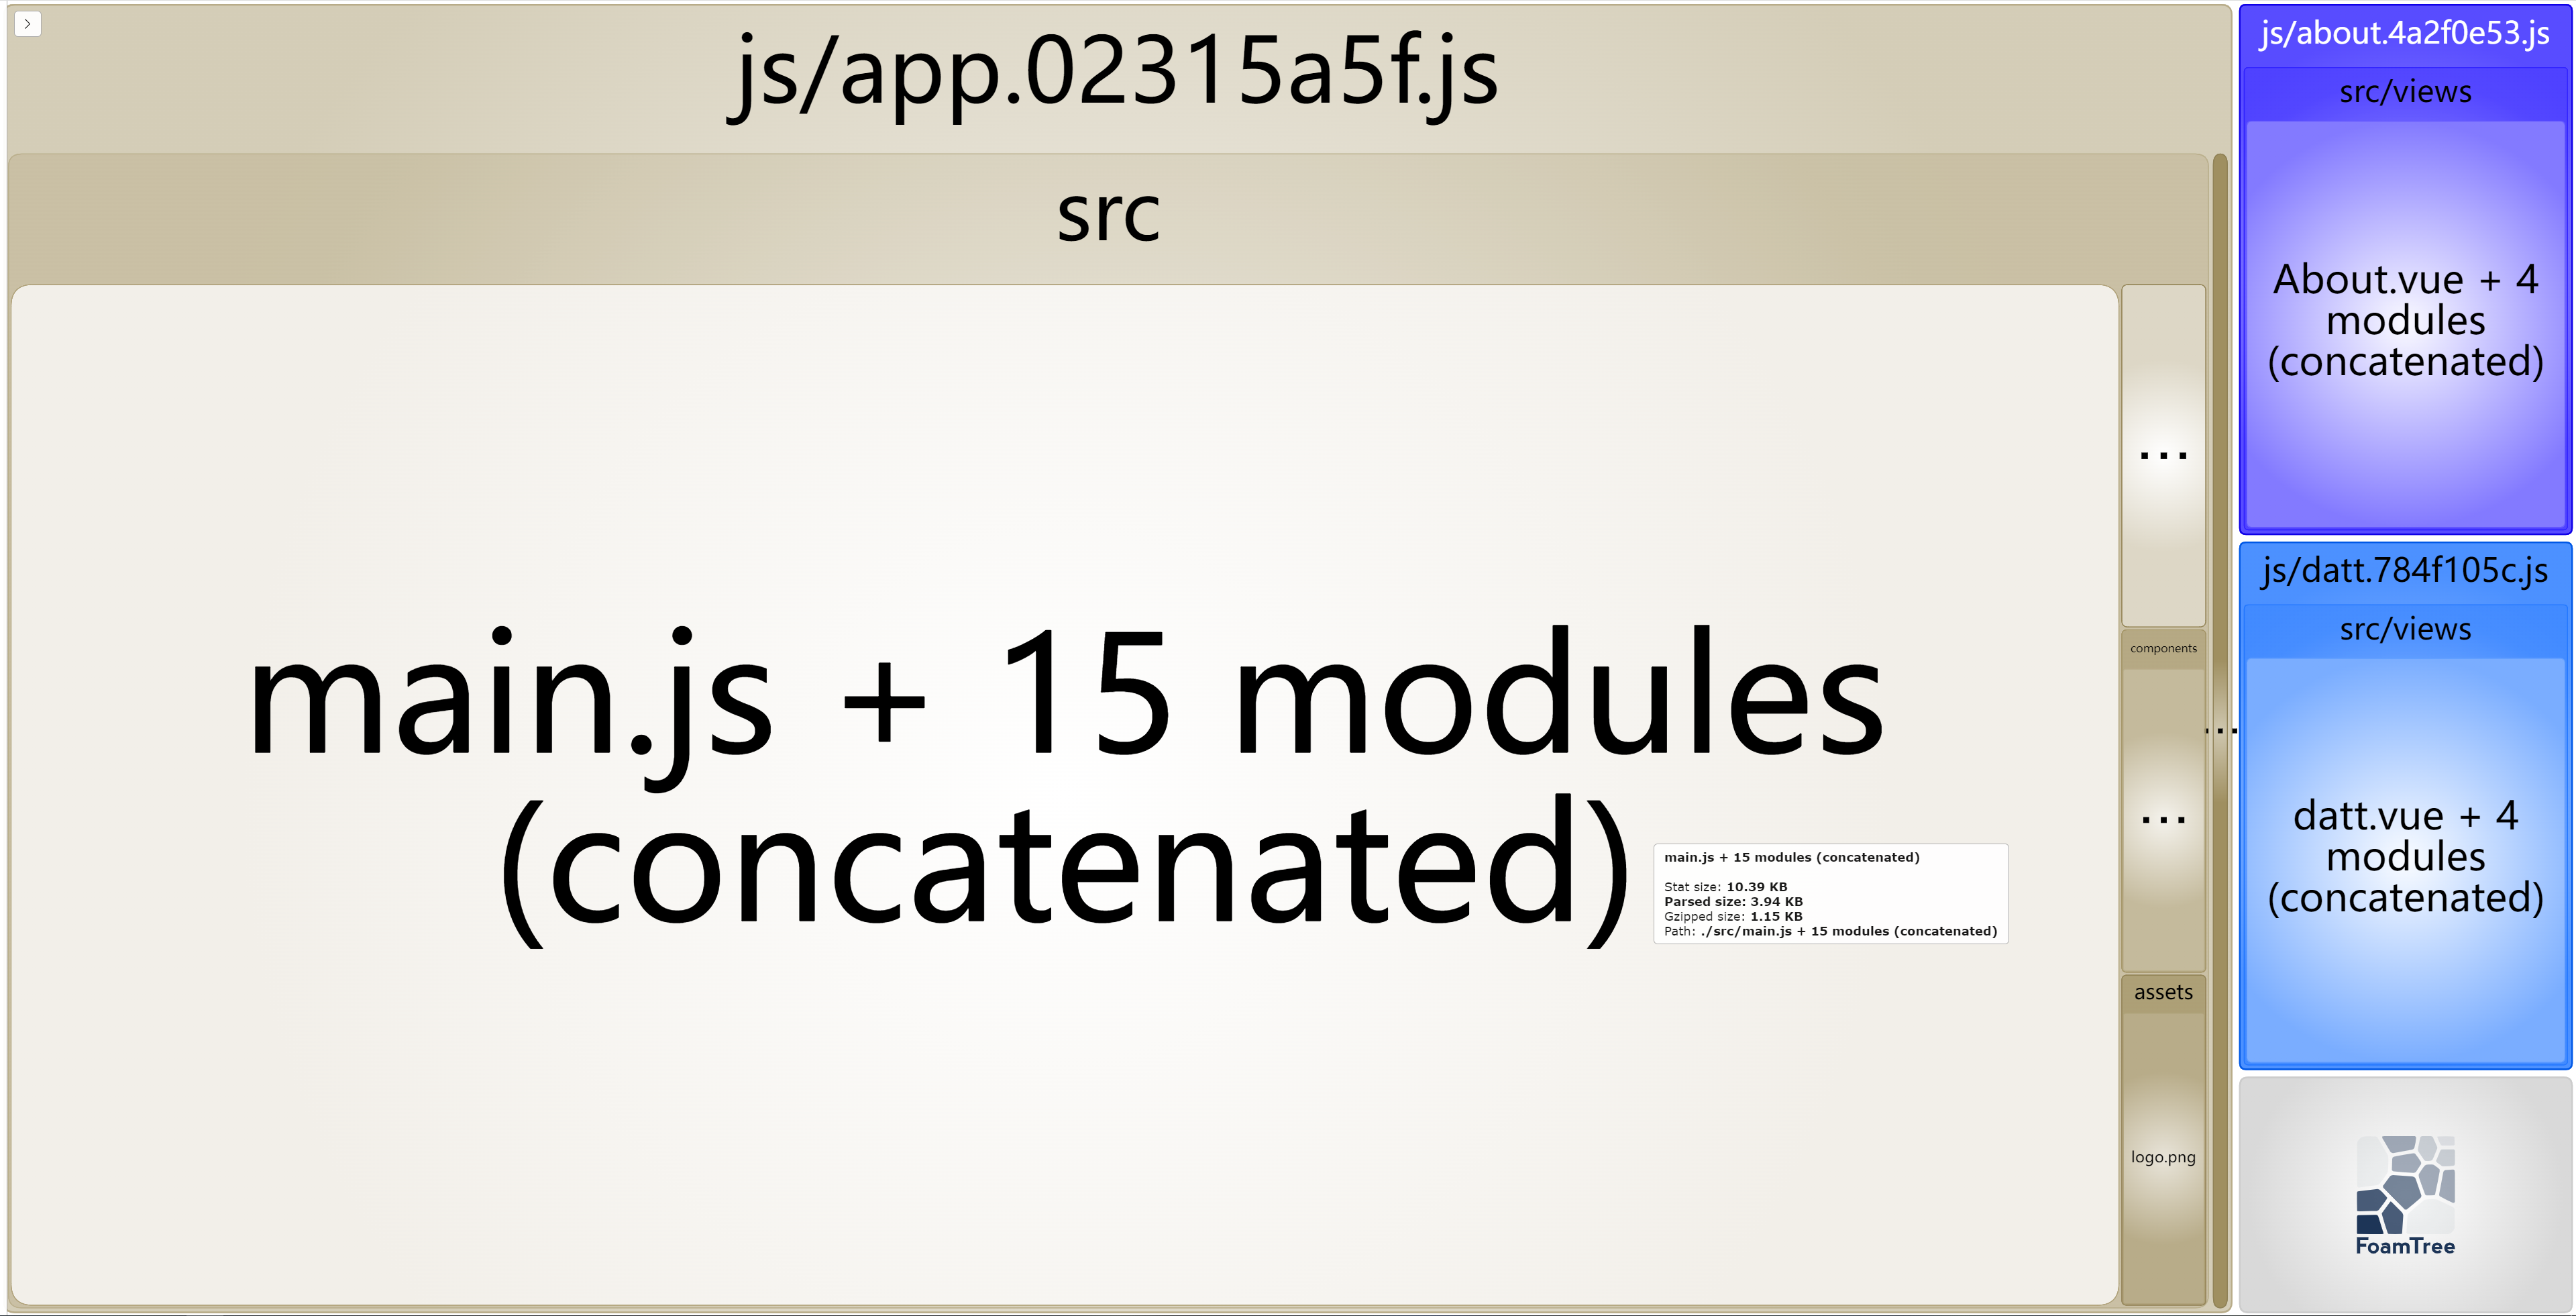 js/app.02315a5f.js
src
main.js + 15 modules
(concatenated)
main.js + 15 modules (concatenated)
Stat size: 10.39 KB
Parsed size: 3.94 KB
Gzipped size: 1.15 KB
Path: ./src/main.js + 15 modules (concatenated)
...
components
...
assets
logo.png
...
js/about.4a2f0e53.js
src/views
About.vue + 4
modules
(concatenated)
js/datt.784f105c.js
src/views
datt.vue + 4
modules
(concatenated)
FoamTree